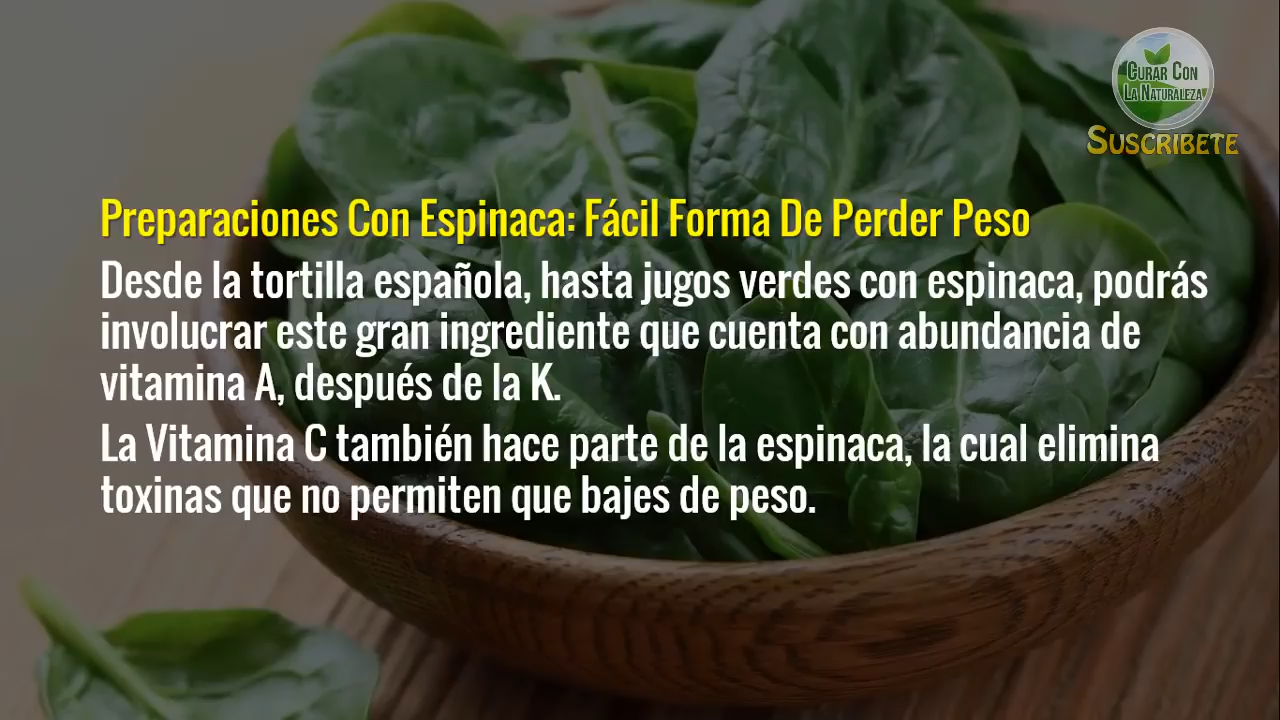 CURAR CON
LA NATURALEZA
SUSCRIBETE
Preparaciones Con Espinaca: Fácil Forma De Perder Peso
Desde la tortilla española, hasta jugos verdes con espinaca, podrás
involucrar este gran ingrediente que cuenta con abundancia de
vitamina A, después de la K.
La Vitamina C también hace parte de la espinaca, la cual elimina
toxinas que no permiten que bajes de peso.